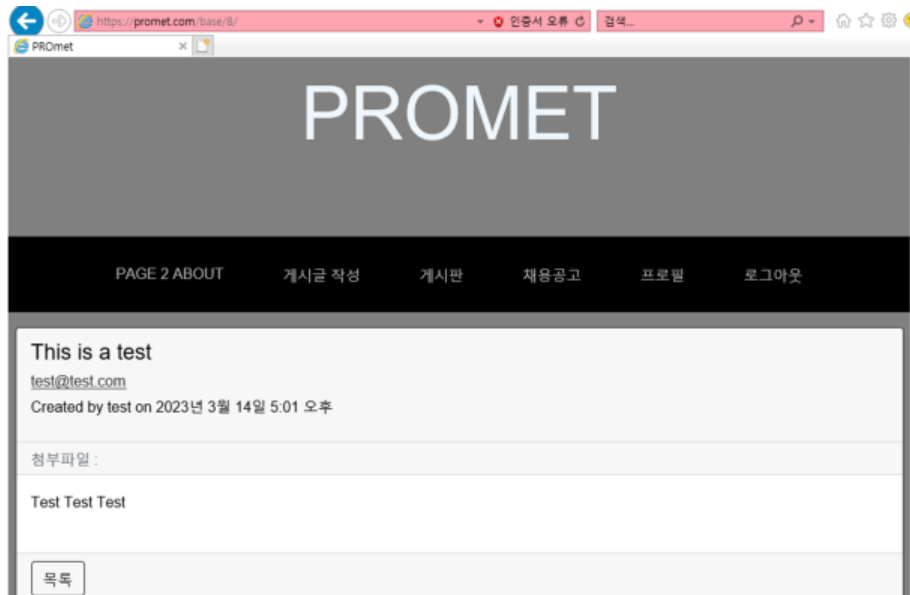 https://promet.com/base/8/ 인증서 오류 검색...
PROmet
PROMET
PAGE 2 ABOUT 게시글 작성 게시판 채용공고 프로필 로그아웃
This is a test
test@test.com
Created by test on 2023년 3월 14일 5:01 오후
첨부파일 :
Test Test Test
목록